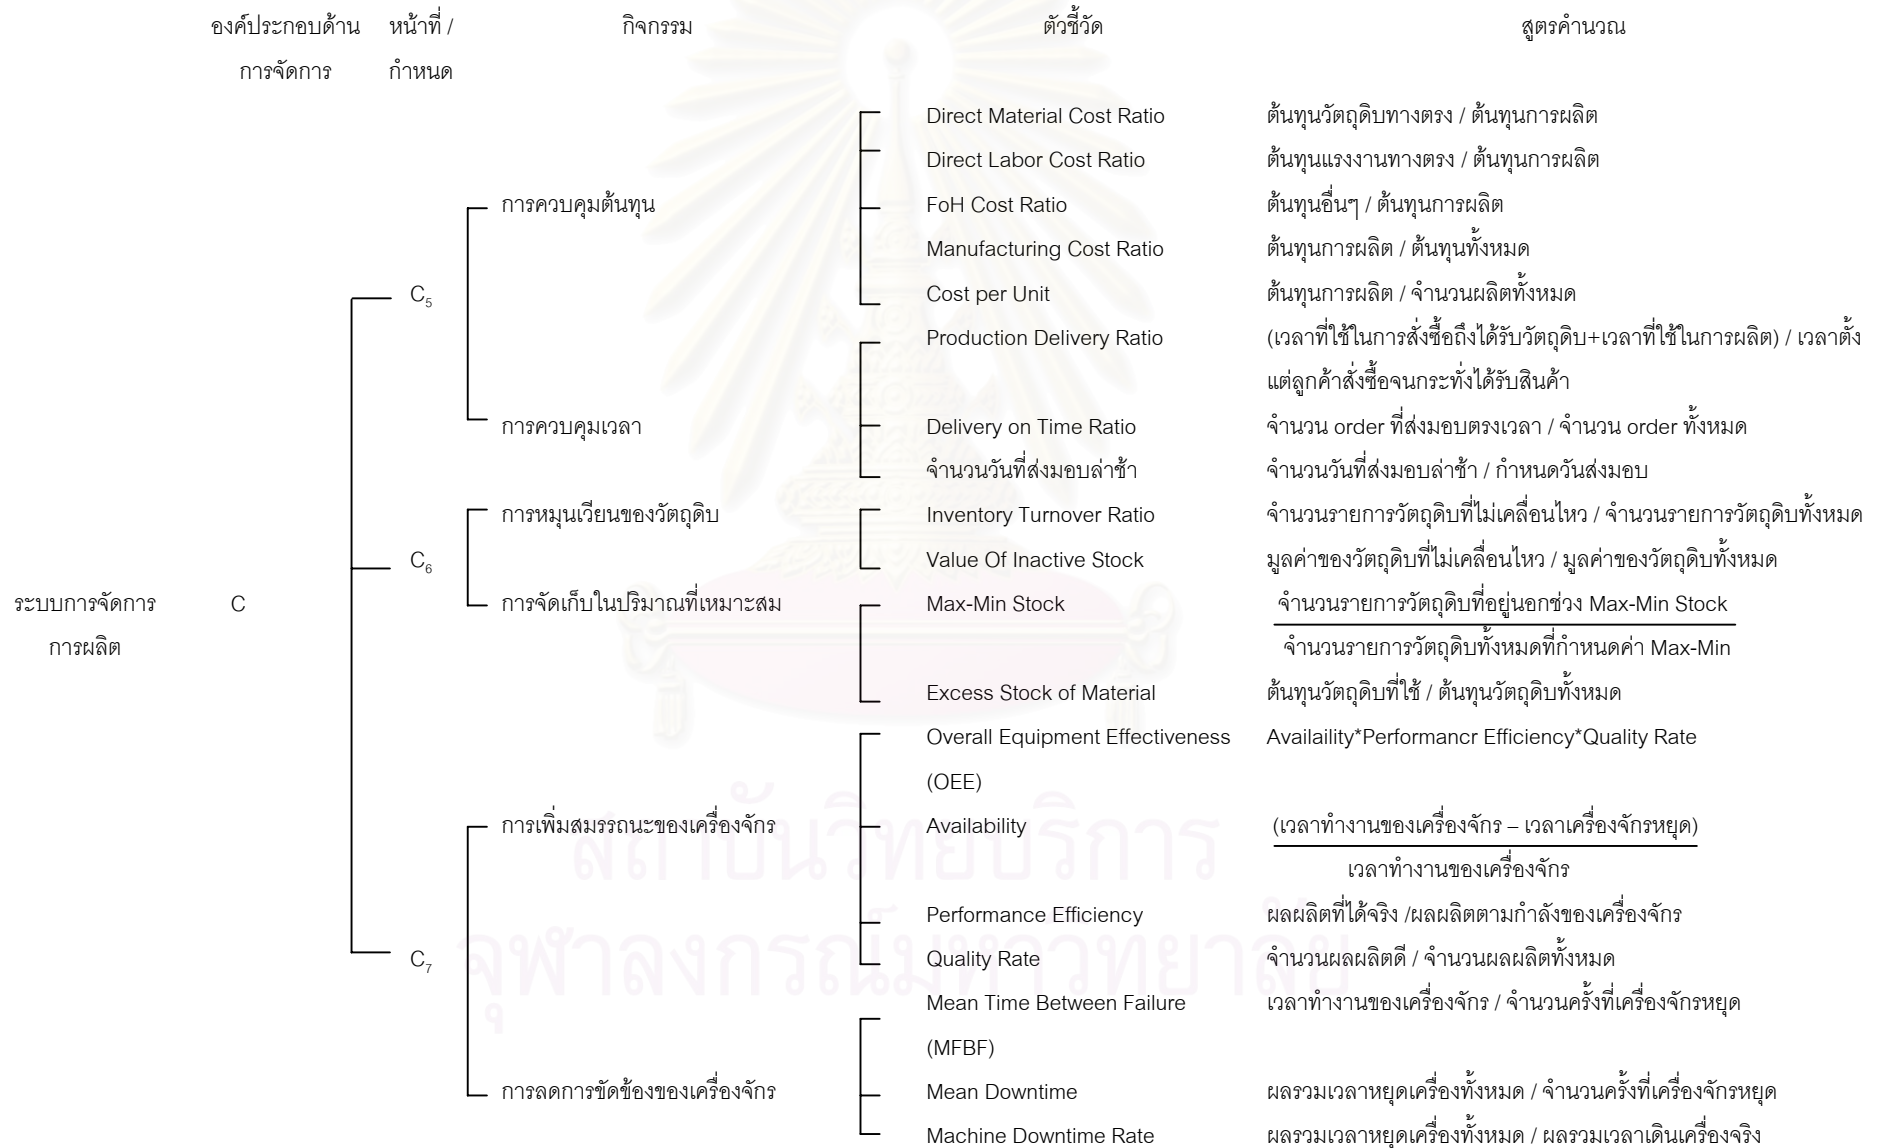 องค์ประกอบด้าน หน้าที่ / กิจกรรม ตัวชี้วัด สูตรคำนวณ
การจัดการ กำหนด
Direct Material Cost Ratio ต้นทุนวัตถุดิบทางตรง / ต้นทุนการผลิต
Direct Labor Cost Ratio ต้นทุนแรงงานทางตรง / ต้นทุนการผลิต
การควบคุมต้นทุน FoH Cost Ratio ต้นทุนอื่นๆ / ต้นทุนการผลิต
Manufacturing Cost Ratio ต้นทุนการผลิต / ต้นทุนทั้งหมด
C5 Cost per Unit ต้นทุนการผลิต / จำนวนผลิตทั้งหมด
Production Delivery Ratio (เวลาที่ใช้ในการสั่งซื้อถึงได้รับวัตถุดิบ+เวลาที่ใช้ในการผลิต) / เวลาตั้ง
แต่ลูกค้าสั่งซื้อจนกระทั่งได้รับสินค้า
การควบคุมเวลา Delivery on Time Ratio จำนวน order ที่ส่งมอบตรงเวลา / จำนวน order ทั้งหมด
จำนวนวันที่ส่งมอบล่าช้า จำนวนวันที่ส่งมอบล่าช้า / กำหนดวันส่งมอบ
การหมุนเวียนของวัตถุดิบ Inventory Turnover Ratio จำนวนรายการวัตถุดิบที่ไม่เคลื่อนไหว / จำนวนรายการวัตถุดิบทั้งหมด
C6 Value Of Inactive Stock มูลค่าของวัตถุดิบที่ไม่เคลื่อนไหว / มูลค่าของวัตถุดิบทั้งหมด
ระบบการจัดการ C การจัดเก็บในปริมาณที่เหมาะสม Max-Min Stock จำนวนรายการวัตถุดิบที่อยู่นอกช่วง Max-Min Stock
การผลิต จำนวนรายการวัตถุดิบทั้งหมดที่กำหนดค่า Max-Min
Excess Stock of Material ต้นทุนวัตถุดิบที่ใช้ / ต้นทุนวัตถุดิบทั้งหมด
Overall Equipment Effectiveness Availaility*Performancr Efficiency*Quality Rate
(OEE)
การเพิ่มสมรรถนะของเครื่องจักร Availability (เวลาทำงานของเครื่องจักร – เวลาเครื่องจักรหยุด)
เวลาทำงานของเครื่องจักร
Performance Efficiency ผลผลิตที่ได้จริง /ผลผลิตตามกำลังของเครื่องจักร
C7 Quality Rate จำนวนผลผลิตดี / จำนวนผลผลิตทั้งหมด
Mean Time Between Failure เวลาทำงานของเครื่องจักร / จำนวนครั้งที่เครื่องจักรหยุด
(MFBF)
การลดการขัดข้องของเครื่องจักร Mean Downtime ผลรวมเวลาหยุดเครื่องทั้งหมด / จำนวนครั้งที่เครื่องจักรหยุด
Machine Downtime Rate ผลรวมเวลาหยุดเครื่องทั้งหมด / ผลรวมเวลาเดินเครื่องจริง
สถาบันวิทยบริการ
จุฬาลงกรณ์มหาวิทยาลัย